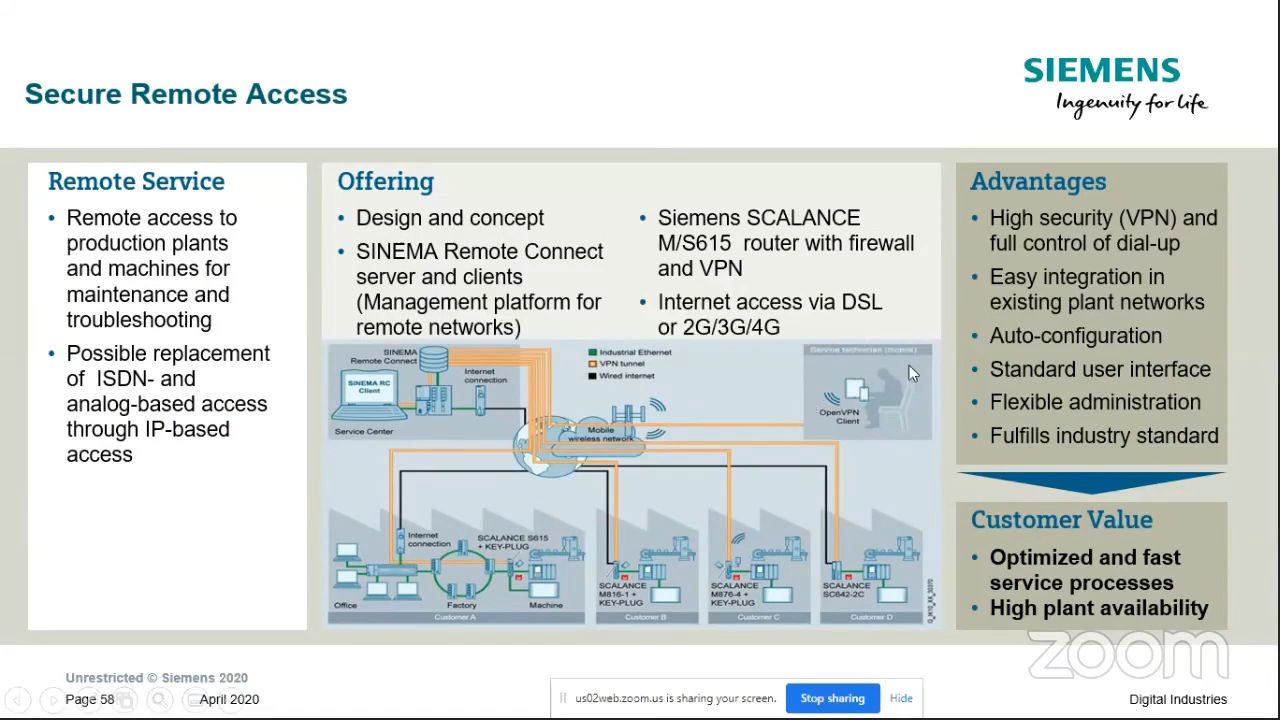 Secure Remote Access
SIEMENS
Ingenuity for life
Remote Service
• Remote access to
production plants
and machines for
maintenance and
troubleshooting
• Possible replacement
of ISDN- and
analog-based access
through IP-based
access
Offering
• Design and concept
• SINEMA Remote Connect
server and clients
(Management platform for
remote networks)
• Siemens SCALANCE
M/S615 router with firewall
and VPN
• Internet access via DSL
or 2G/3G/4G
SINEMA
Remote Connect
SINEMA RC
Client
Internet
connection
Service Center
Industrial Ethernet
VPN tunnel
Wired internet
Mobile
wireless network
Service technician (mobile)
OpenVPN
Client
Internet
connection
SCALANCE S615
+ KEY-PLUG
Office
Factory
Machine
Customer A
SCALANCE
M816-1 +
KEY-PLUG
Customer B
SCALANCE
M876-4 +
KEY-PLUG
Customer C
SCALANCE
SC642-2C
Customer D
Advantages
• High security (VPN) and
full control of dial-up
• Easy integration in
existing plant networks
• Auto-configuration
• Standard user interface
• Flexible administration
• Fulfills industry standard
Customer Value
• Optimized and fast
service processes
• High plant availability
zoom
Unrestricted © Siemens 2020
Page 58
April 2020
us02web.zoom.us is sharing your screen.
Stop sharing
Hide
Digital Industries